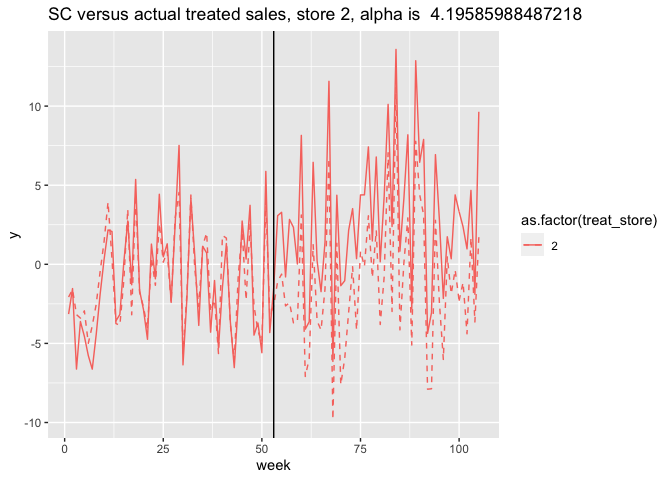 SC versus actual treated sales, store 2, alpha is  4.19585988487218
10
5
0
-5
-10
y
0
25
50
75
100
week
as.factor(treat_store)
2